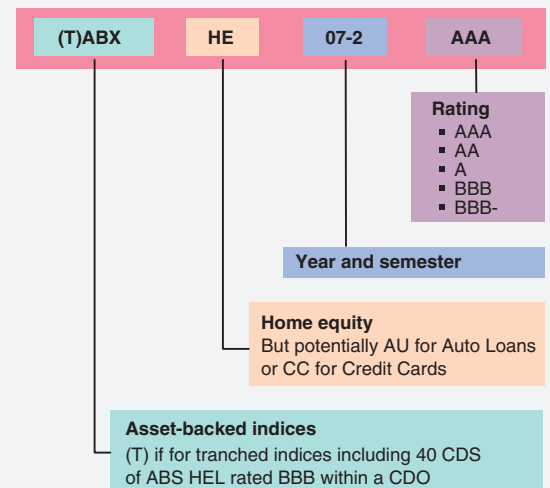 (T)ABX HE 07-2 AAA
Rating
▪ AAA
▪ AA
▪ A
▪ BBB
▪ BBB-
Year and semester
Home equity
But potentially AU for Auto Loans
or CC for Credit Cards
Asset-backed indices
(T) if for tranched indices including 40 CDS
of ABS HEL rated BBB within a CDO